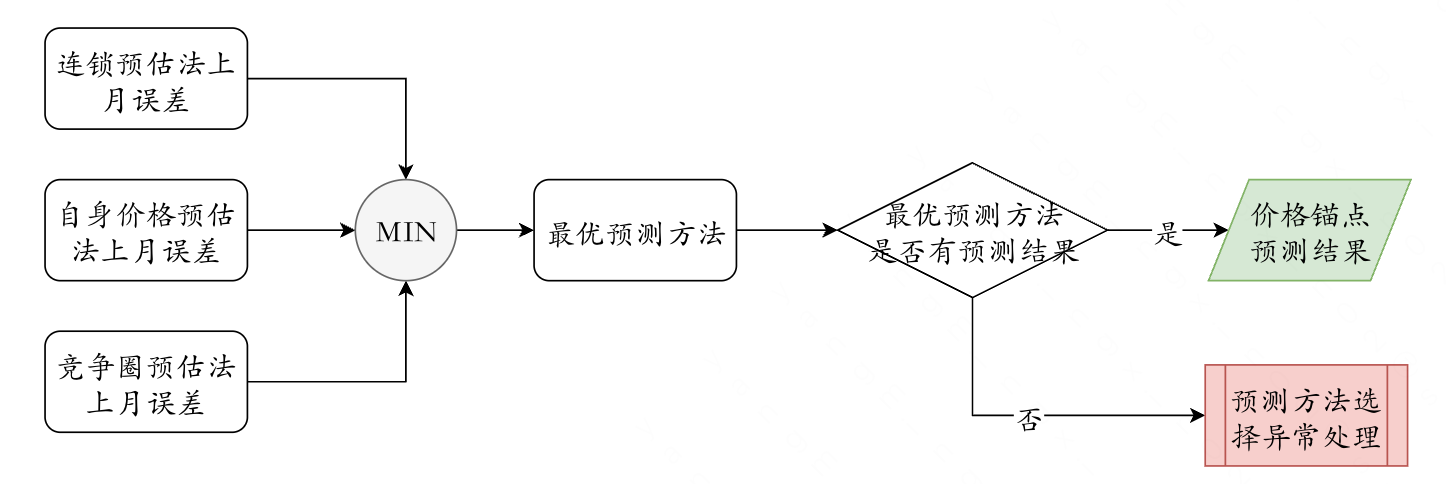 连锁预估法上
月误差
自身价格预估
法上月误差
竞争圈预估法
上月误差
MIN
最优预测方法
最优预测方法
是否有预测结果
是
价格锚点
预测结果
否
预测方法选
择异常处理